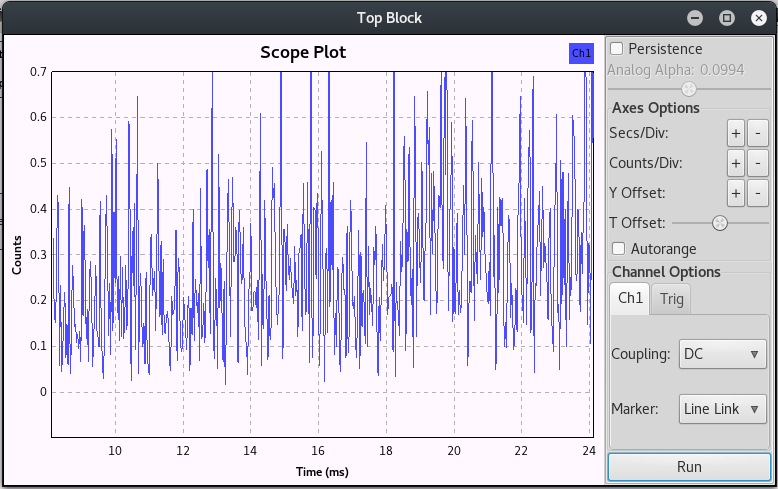 Top Block
Scope Plot
Ch1
0.7
0.6
0.5
0.4
0.3
0.2
0.1
0
Counts
10 12 14 16 18 20 22 24
Time (ms)
Persistence
Analog Alpha: 0.0994
Axes Options
Secs/Div: + -
Counts/Div: + -
Y Offset: + -
T Offset:
Autorange
Channel Options
Ch1 Trig
Coupling: DC
Marker: Line Link
Run